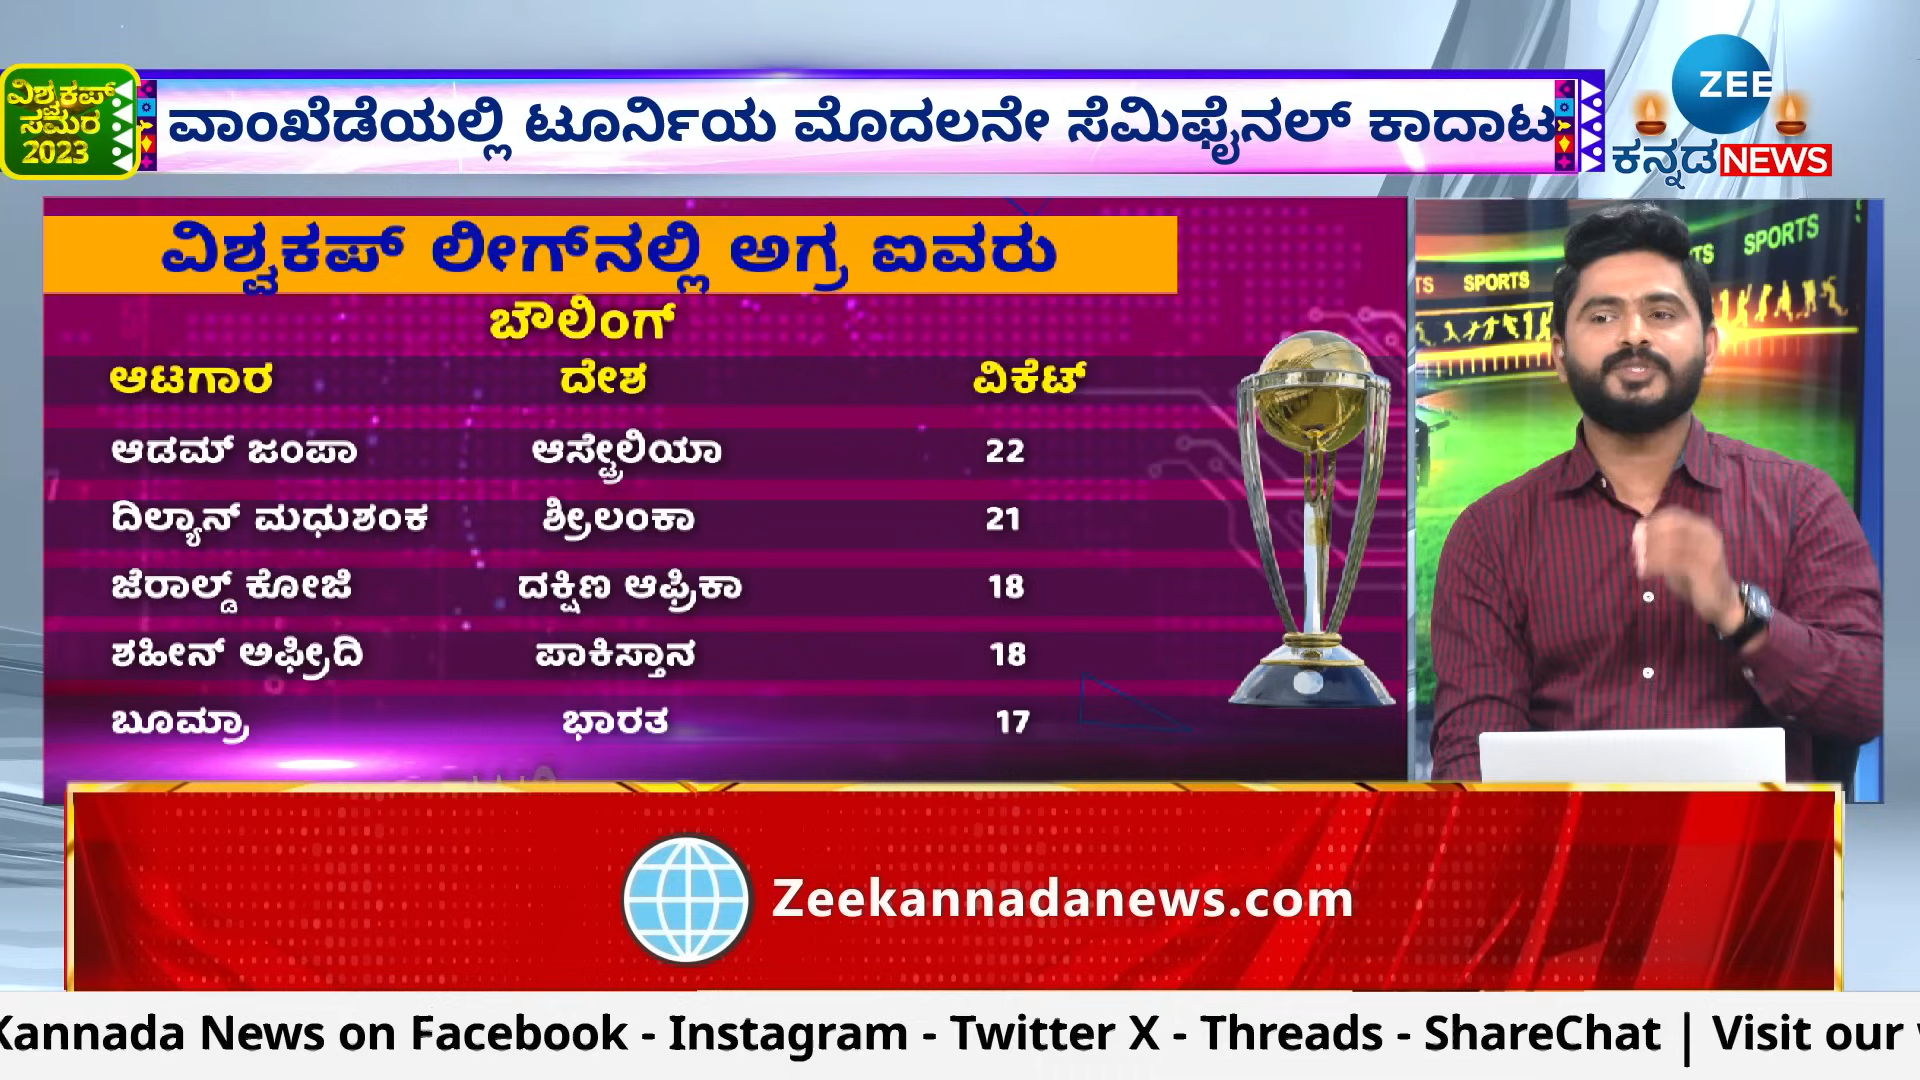 ವಿಶ್ವಕಪ್
ಸಮರ
2023
ವಾಂಖೆಡೆಯಲ್ಲಿ ಟೂರ್ನಿಯ ಮೊದಲನೇ ಸೆಮಿಫೈನಲ್ ಕಾದಾಟ
ZEE
ಕನ್ನಡ NEWS
ವಿಶ್ವಕಪ್ ಲೀಗ್‌ನಲ್ಲಿ ಅಗ್ರ ಐವರು
ಬೌಲಿಂಗ್
ಆಟಗಾರ ದೇಶ ವಿಕೆಟ್
ಆಡಮ್ ಜಂಪಾ ಆಸ್ಟ್ರೇಲಿಯಾ 22
ದಿಲ್ಯಾನ್ ಮಧುಶಂಕ ಶ್ರೀಲಂಕಾ 21
ಜೆರಾಲ್ಡ್ ಕೋಜಿ ದಕ್ಷಿಣ ಆಫ್ರಿಕಾ 18
ಶಹೀನ್ ಅಫ್ರೀದಿ ಪಾಕಿಸ್ತಾನ 18
ಬೂಮ್ರಾ ಭಾರತ 17
TS SPORTS TS SPORTS
Zeekannadanews.com
Kannada News on Facebook - Instagram - Twitter X - Threads - ShareChat | Visit our